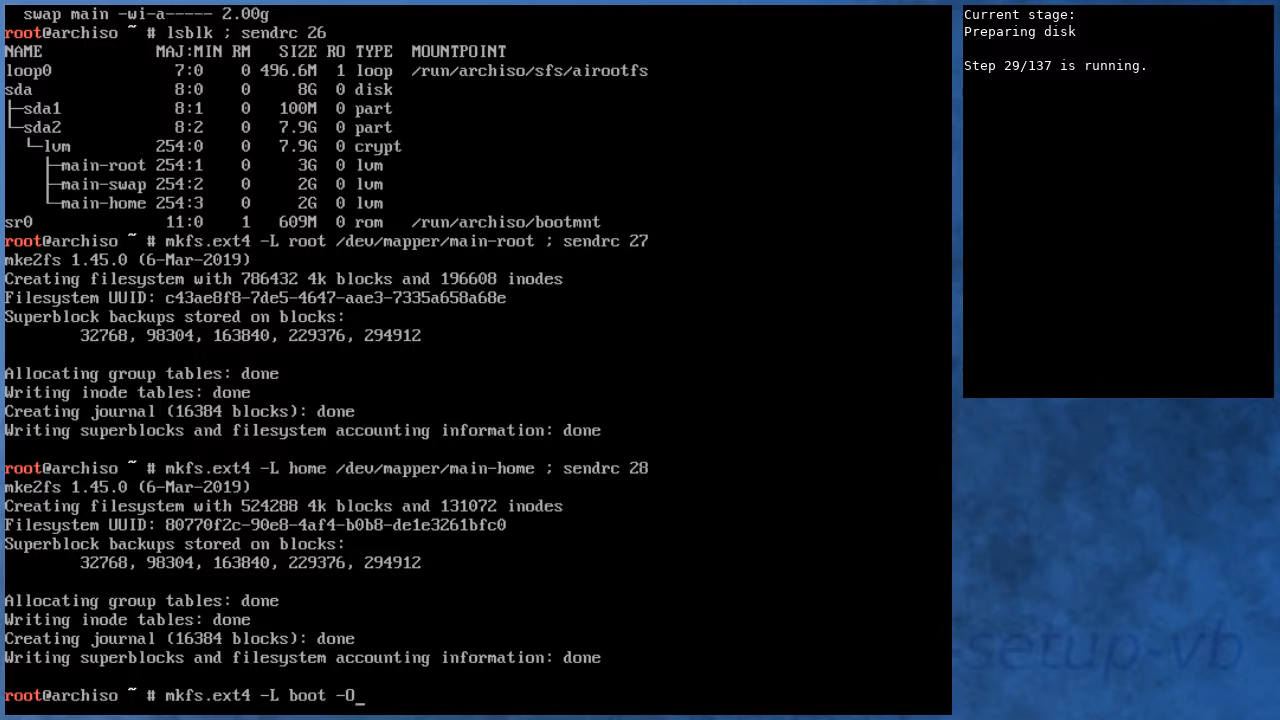 swap main -wi-a----- 2.00g
root@archiso ~ # lsblk ; sendrc 26
NAME            MAJ:MIN RM   SIZE RO TYPE  MOUNTPOINT
loop0             7:0    0 496.6M  1 loop  /run/archiso/sfs/airootfs
sda               8:0    0     8G  0 disk
├─sda1            8:1    0   100M  0 part
└─sda2            8:2    0   7.9G  0 part
  └─lvm         254:0    0   7.9G  0 crypt
    ├─main-root 254:1    0     3G  0 lvm
    ├─main-swap 254:2    0     2G  0 lvm
    └─main-home 254:3    0     2G  0 lvm
sr0              11:0    1   609M  0 rom   /run/archiso/bootmnt
root@archiso ~ # mkfs.ext4 -L root /dev/mapper/main-root ; sendrc 27
mke2fs 1.45.0 (6-Mar-2019)
Creating filesystem with 786432 4k blocks and 196608 inodes
Filesystem UUID: c43ae8f8-7de5-4647-aae3-7335a658a68e
Superblock backups stored on blocks:
        32768, 98304, 163840, 229376, 294912
Allocating group tables: done
Writing inode tables: done
Creating journal (16384 blocks): done
Writing superblocks and filesystem accounting information: done
root@archiso ~ # mkfs.ext4 -L home /dev/mapper/main-home ; sendrc 28
mke2fs 1.45.0 (6-Mar-2019)
Creating filesystem with 524288 4k blocks and 131072 inodes
Filesystem UUID: 80770f2c-90e8-4af4-b0b8-de1e3261bfc0
Superblock backups stored on blocks:
        32768, 98304, 163840, 229376, 294912
Allocating group tables: done
Writing inode tables: done
Creating journal (16384 blocks): done
Writing superblocks and filesystem accounting information: done
root@archiso ~ # mkfs.ext4 -L boot -O_
Current stage:
Preparing disk
Step 29/137 is running.
setup-vb